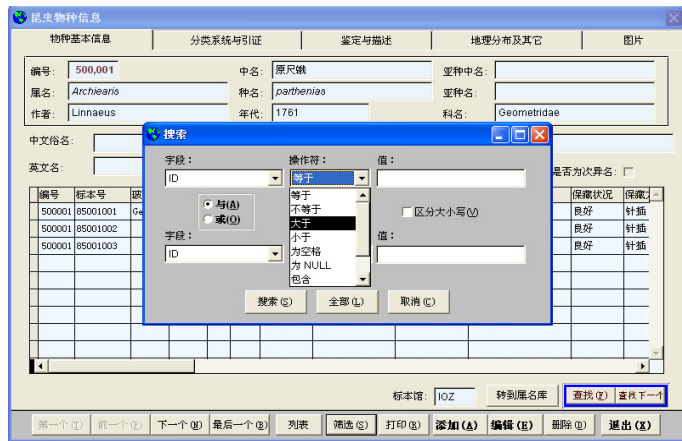 昆虫物种信息
物种基本信息 分类系统与引证 鉴定与描述 地理分布及其它 图片
编号: 500,001 中名: 原尺蛾 亚种中名:
属名: Archiearis 种名: parthenias 亚种名:
作者: Linnaeus 年代: 1761 科名: Geometridae
中文俗名:
英文名: 是否为次异名:
搜索
字段: 操作符: 值:
ID 等于
与(A)
或(O)
等于
不等于
大于
小于
为空格
为 NULL
包含
区分大小写(V)
字段: 值:
ID
搜索(S) 全部(L) 取消(C)
编号 标本号 玻 保藏状况 保藏
500001 85001001 Ge 良好 针插
500001 85001002 良好 针插
500001 85001003 良好 针插
标本馆: IOZ 转到属名库 查找(F) 查找下一个
第一个(T) 前一个(P) 下一个(N) 最后一个(B) 列表 筛选(S) 打印(R) 添加(A) 编辑(E) 删除(D) 退出(X)